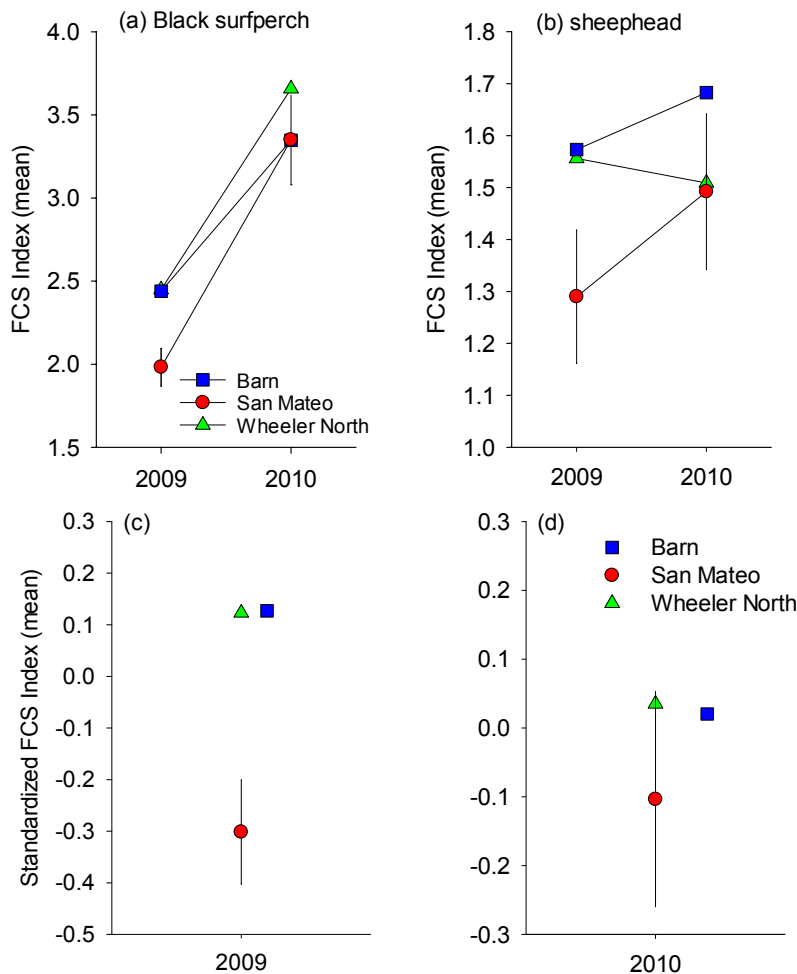 (a) Black surfperch
FCS Index (mean)
4.0
3.5
3.0
2.5
2.0
1.5
2009
2010
Barn
San Mateo
Wheeler North
(b) sheephead
FCS Index (mean)
1.8
1.7
1.6
1.5
1.4
1.3
1.2
1.1
1.0
2009
2010
(c)
Standardized FCS Index (mean)
0.3
0.2
0.1
0.0
-0.1
-0.2
-0.3
-0.4
-0.5
2009
(d)
0.3
0.2
0.1
0.0
-0.1
-0.2
-0.3
2010
Barn
San Mateo
Wheeler North